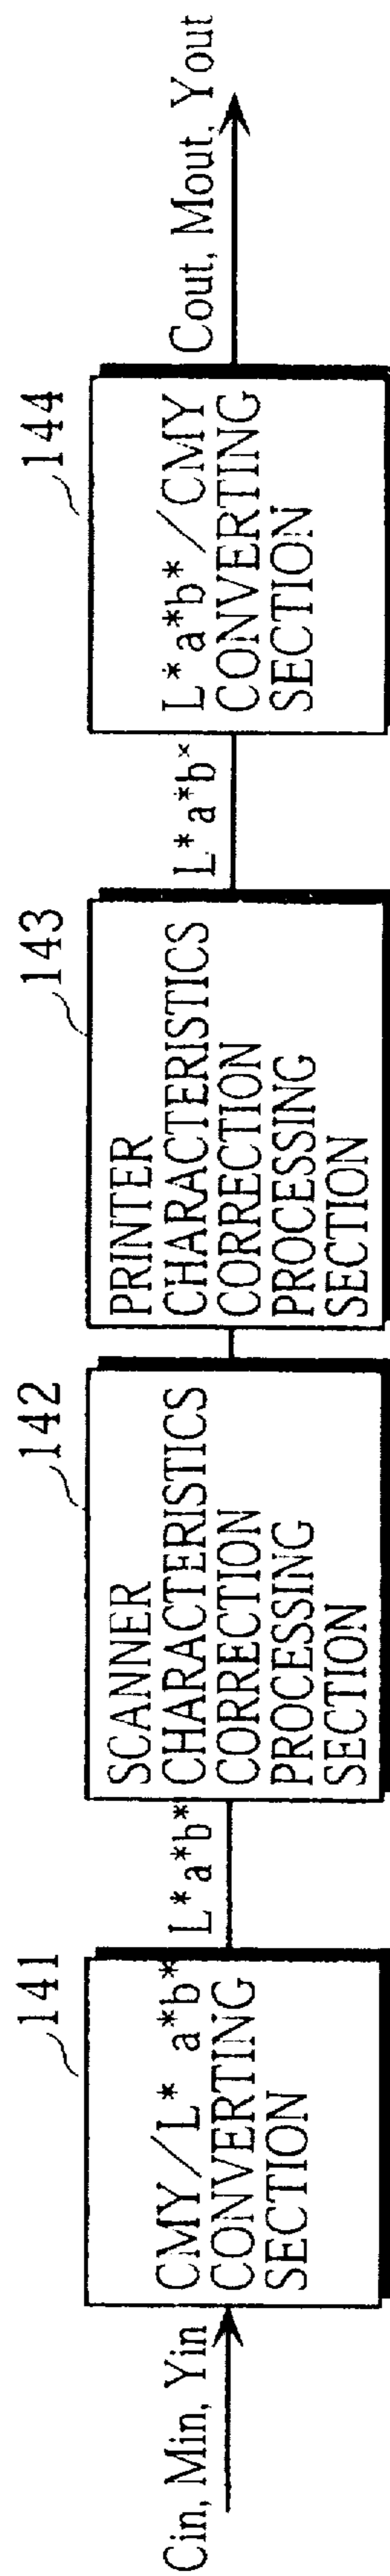 Cin, Min, Yin
141
CMY/L* a*b*
CONVERTING
SECTION
L*a*b*
142
SCANNER
CHARACTERISTICS
CORRECTION
PROCESSING
SECTION
143
PRINTER
CHARACTERISTICS
CORRECTION
PROCESSING
SECTION
L*a*b*
144
L*a*b*/CMY
CONVERTING
SECTION
Cout, Mout, Yout